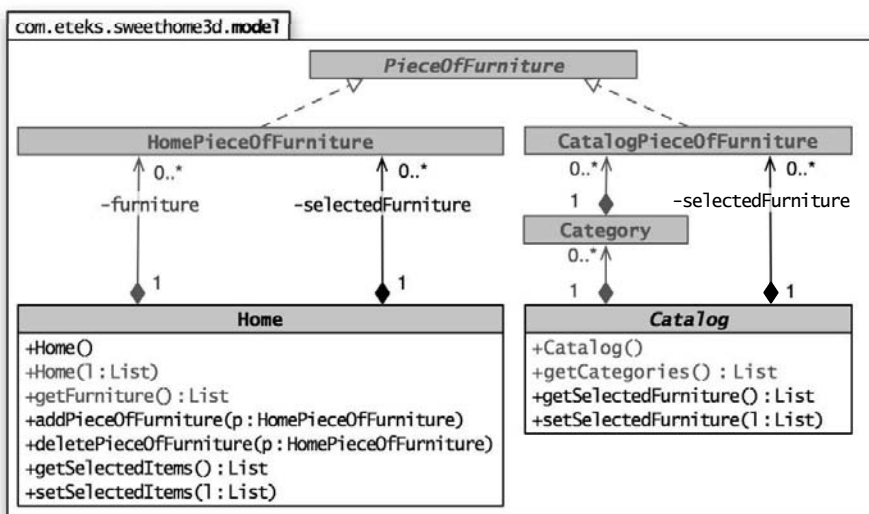 com.eteks.sweethome3d.model
PieceOfFurniture
HomePieceOfFurniture
CatalogPieceOfFurniture
0..*
0..*
0..*
0..*
-furniture
-selectedFurniture
1
-selectedFurniture
Category
0..*
1
1
1
1
Home
Catalog
+Home()
+Home(l:List)
+getFurniture():List
+addPieceOfFurniture(p:HomePieceOfFurniture)
+deletePieceOfFurniture(p:HomePieceOfFurniture)
+getSelectedItems():List
+setSelectedItems(l:List)
+Catalog()
+getCategories():List
+getSelectedFurniture():List
+setSelectedFurniture(l:List)